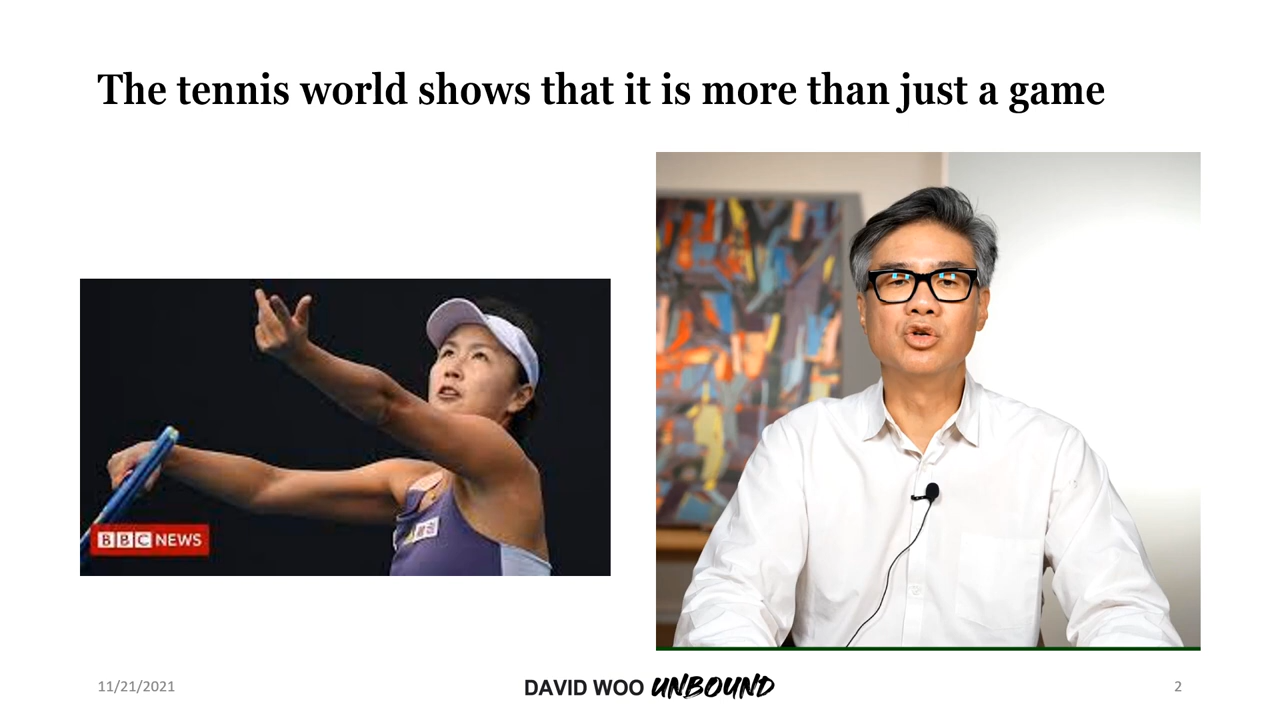 The tennis world shows that it is more than just a game
BBC NEWS
11/21/2021
DAVID WOO UNBOUND
2